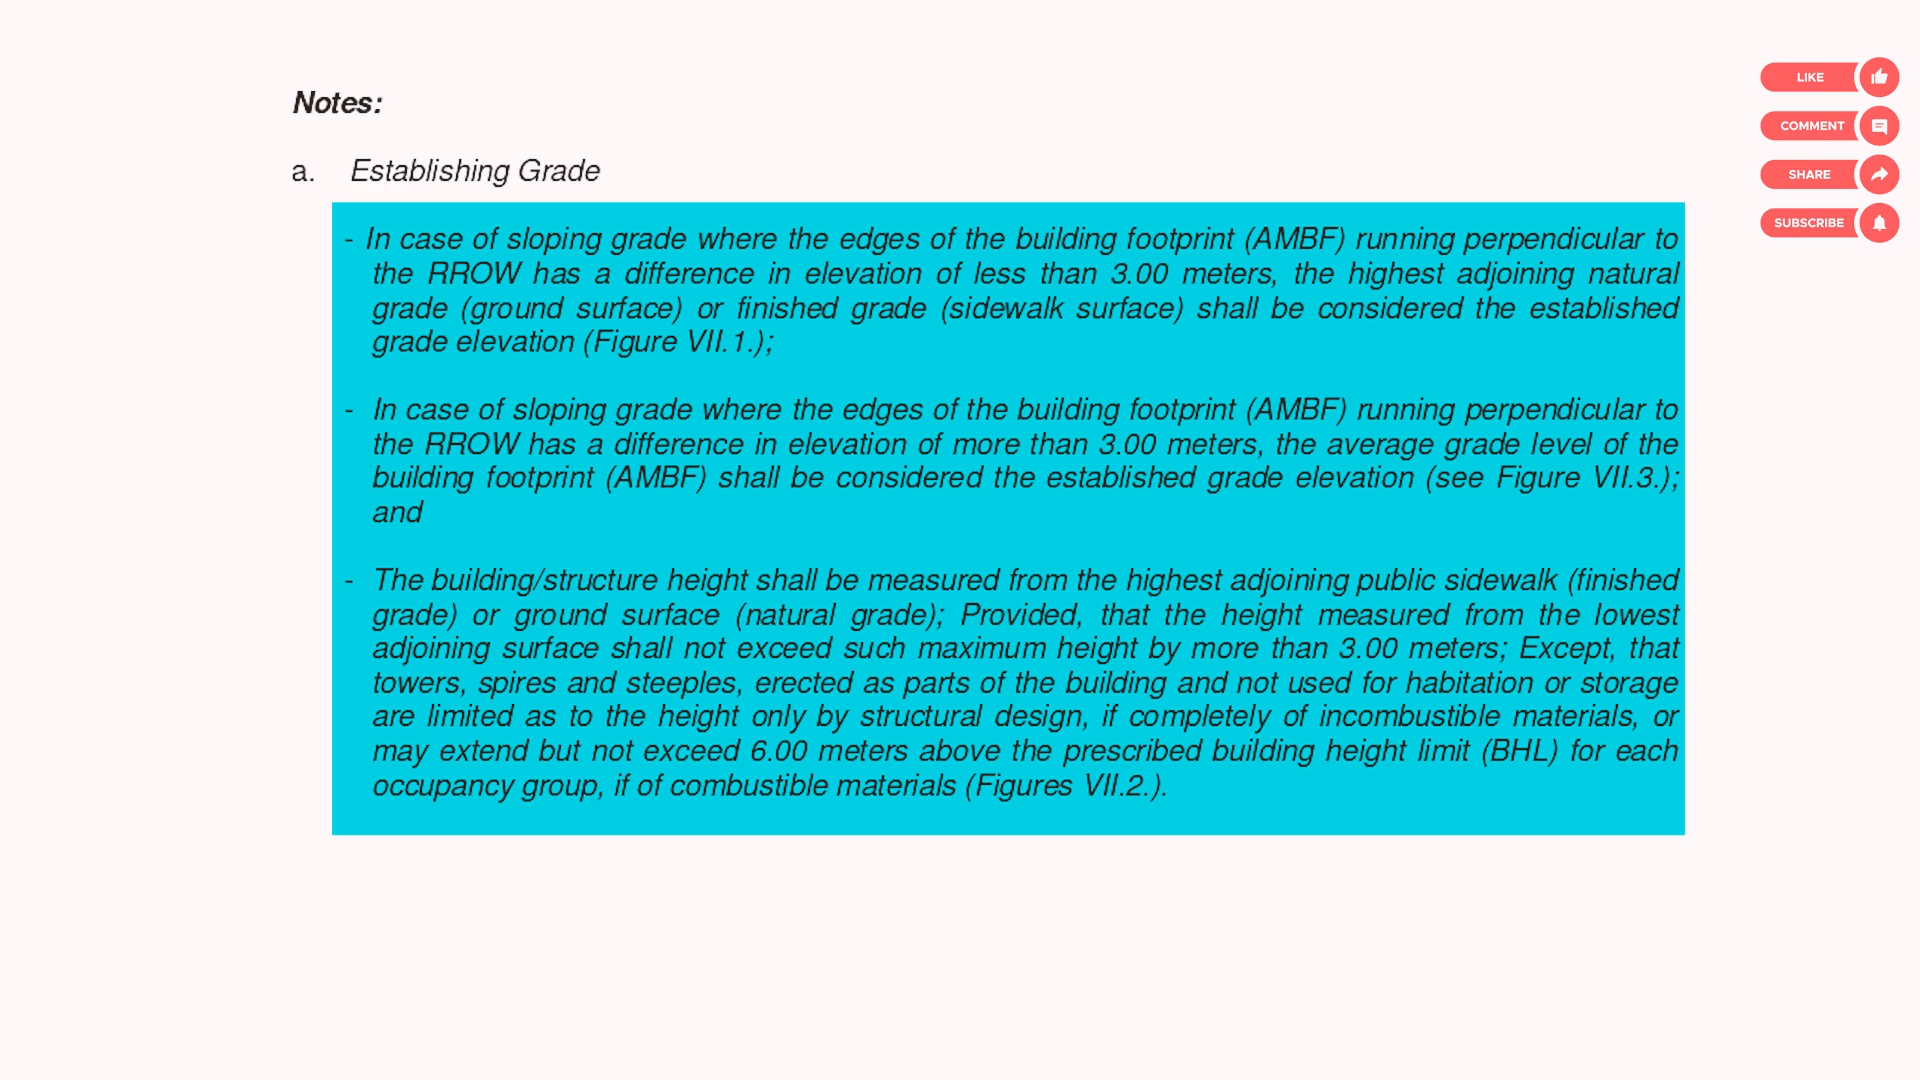 Notes:
a. Establishing Grade
- In case of sloping grade where the edges of the building footprint (AMBF) running perpendicular to
the RROW has a difference in elevation of less than 3.00 meters, the highest adjoining natural
grade (ground surface) or finished grade (sidewalk surface) shall be considered the established
grade elevation (Figure VII.1.);
- In case of sloping grade where the edges of the building footprint (AMBF) running perpendicular to
the RROW has a difference in elevation of more than 3.00 meters, the average grade level of the
building footprint (AMBF) shall be considered the established grade elevation (see Figure VII.3.);
and
- The building/structure height shall be measured from the highest adjoining public sidewalk (finished
grade) or ground surface (natural grade); Provided, that the height measured from the lowest
adjoining surface shall not exceed such maximum height by more than 3.00 meters; Except, that
towers, spires and steeples, erected as parts of the building and not used for habitation or storage
are limited as to the height only by structural design, if completely of incombustible materials, or
may extend but not exceed 6.00 meters above the prescribed building height limit (BHL) for each
occupancy group, if of combustible materials (Figures VII.2.).
LIKE
COMMENT
SHARE
SUBSCRIBE